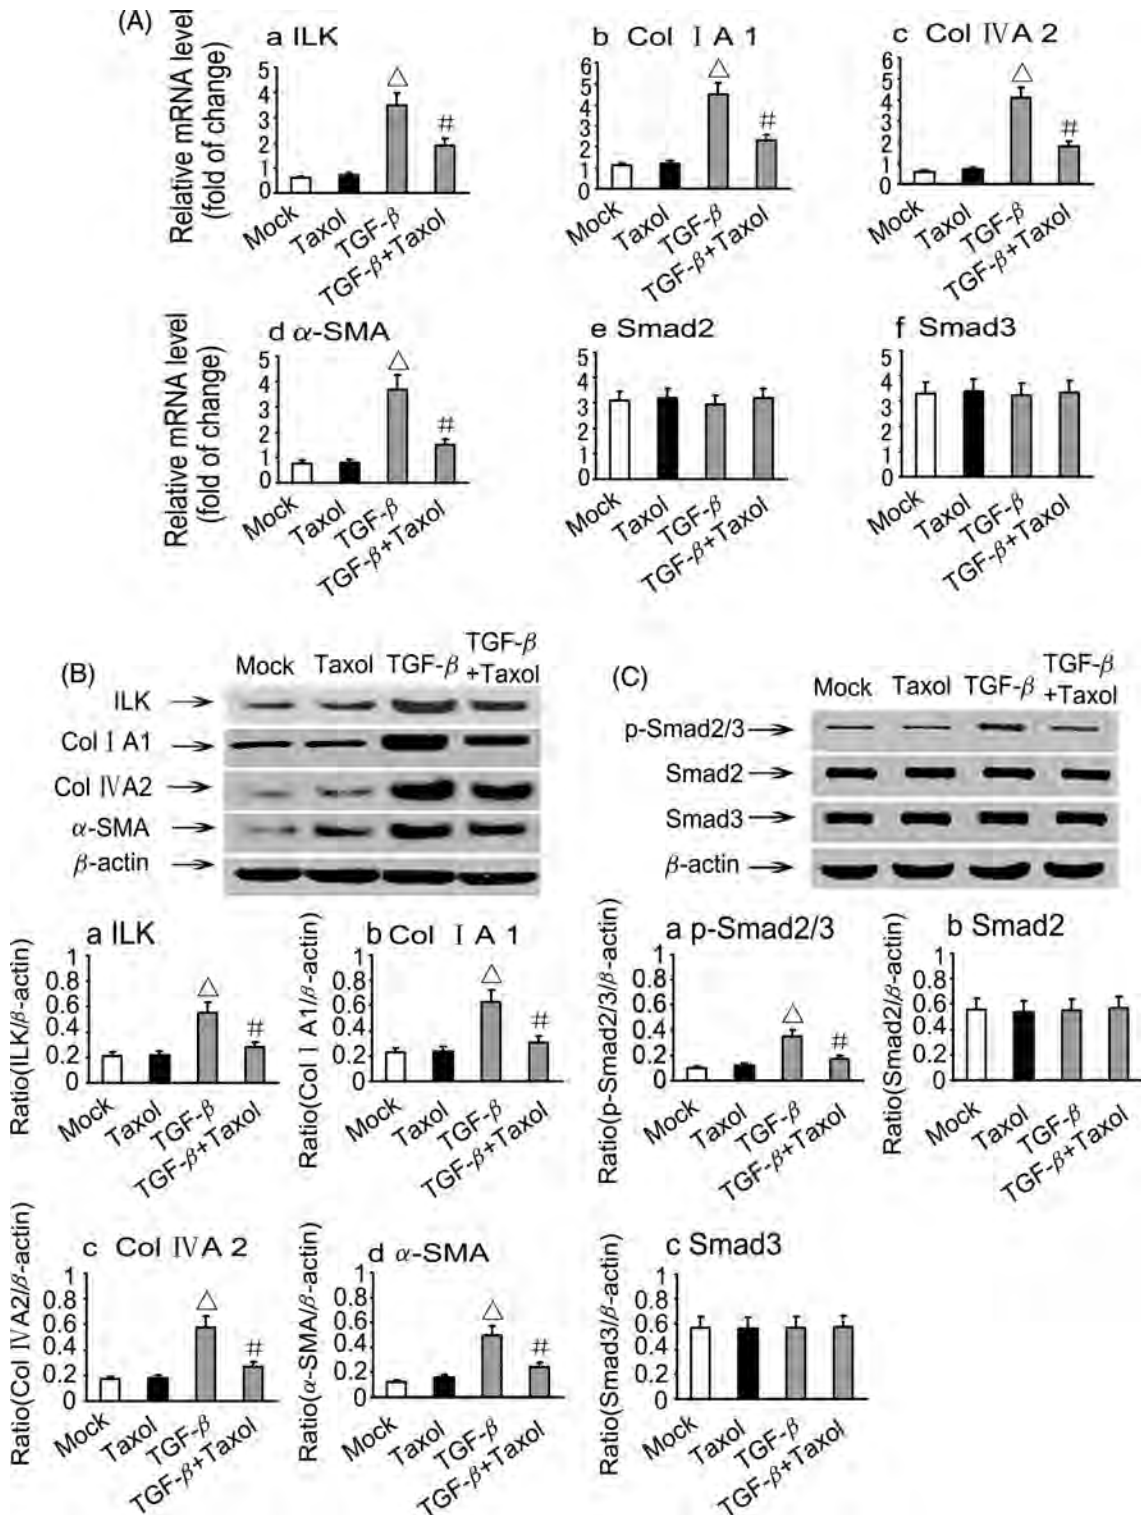 (A)
a ILK
b Col Ⅰ A 1
c Col ⅣA 2
Relative mRNA level
(fold of change)
5
4
3
2
1
0
△
#
6
5
4
3
2
1
0
△
#
6
5
4
3
2
1
0
△
#
Mock
Taxol
TGF-β
TGF-β+Taxol
Mock
Taxol
TGF-β
TGF-β+Taxol
Mock
Taxol
TGF-β
TGF-β+Taxol
d α-SMA
e Smad2
f Smad3
Relative mRNA level
(fold of change)
5
4
3
2
1
0
△
#
5
4
3
2
1
0
5
4
3
2
1
0
Mock
Taxol
TGF-β
TGF-β+Taxol
Mock
Taxol
TGF-β
TGF-β+Taxol
Mock
Taxol
TGF-β
TGF-β+Taxol
(B)
Mock
Taxol
TGF-β
TGF-β
+Taxol
ILK
Col Ⅰ A1
Col ⅣA2
α-SMA
β-actin
(C)
Mock
Taxol
TGF-β
TGF-β
+Taxol
p-Smad2/3
Smad2
Smad3
β-actin
a ILK
Ratio(ILK/β-actin)
1
0.8
0.6
0.4
0.2
0
△
#
Mock
Taxol
TGF-β
TGF-β+Taxol
b Col Ⅰ A 1
Ratio(Col Ⅰ A1/β-actin)
1
0.8
0.6
0.4
0.2
0
△
#
Mock
Taxol
TGF-β
TGF-β+Taxol
a p-Smad2/3
Ratio(p-Smad2/3/β-actin)
1
0.8
0.6
0.4
0.2
0
△
#
Mock
Taxol
TGF-β
TGF-β+Taxol
b Smad2
Ratio(Smad2/β-actin)
1
0.8
0.6
0.4
0.2
0
Mock
Taxol
TGF-β
TGF-β+Taxol
c Col ⅣA 2
Ratio(Col ⅣA2/β-actin)
1
0.8
0.6
0.4
0.2
0
△
#
Mock
Taxol
TGF-β
TGF-β+Taxol
d α-SMA
Ratio(α-SMA/β-actin)
1
0.8
0.6
0.4
0.2
0
△
#
Mock
Taxol
TGF-β
TGF-β+Taxol
c Smad3
Ratio(Smad3/β-actin)
1
0.8
0.6
0.4
0.2
0
Mock
Taxol
TGF-β
TGF-β+Taxol